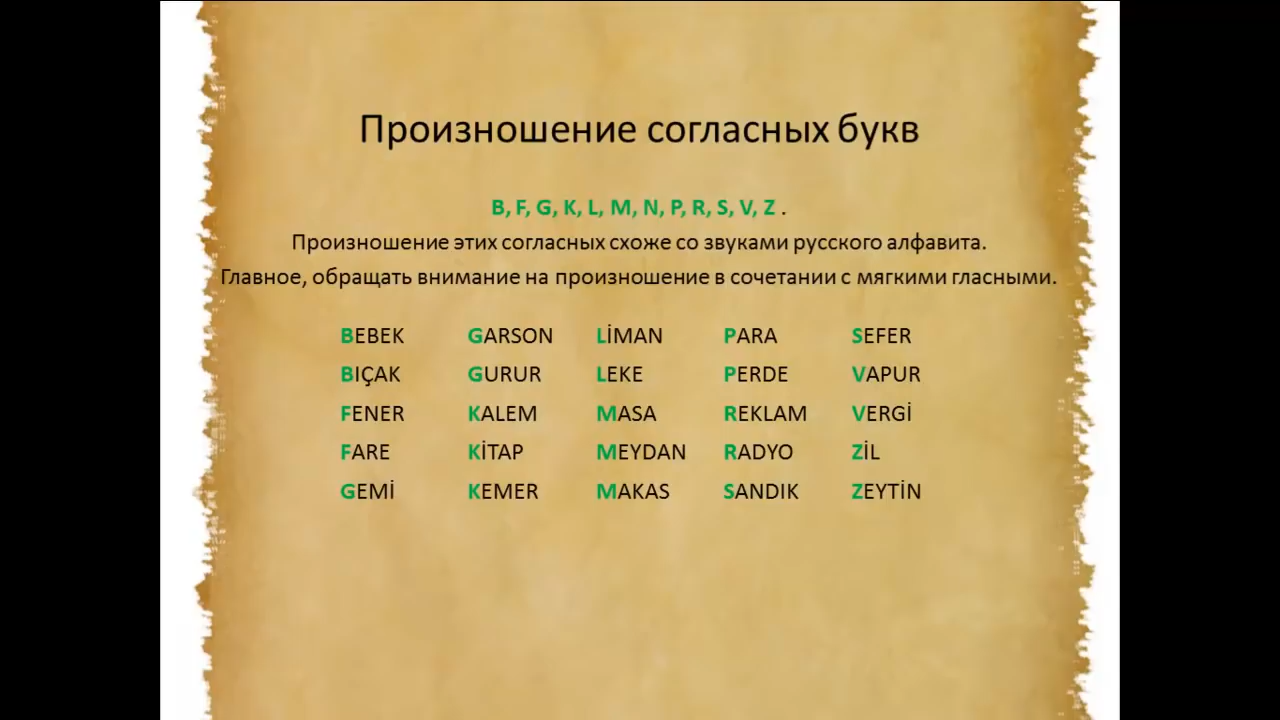 Произношение согласных букв
B, F, G, K, L, M, N, P, R, S, V, Z .
Произношение этих согласных схоже со звуками русского алфавита.
Главное, обращать внимание на произношение в сочетании с мягкими гласными.
BEBEK GARSON LİMAN PARA SEFER
BIÇAK GURUR LEKE PERDE VAPUR
FENER KALEM MASA REKLAM VERGİ
FARE KİTAP MEYDAN RADYO ZİL
GEMİ KEMER MAKAS SANDIK ZEYTİN